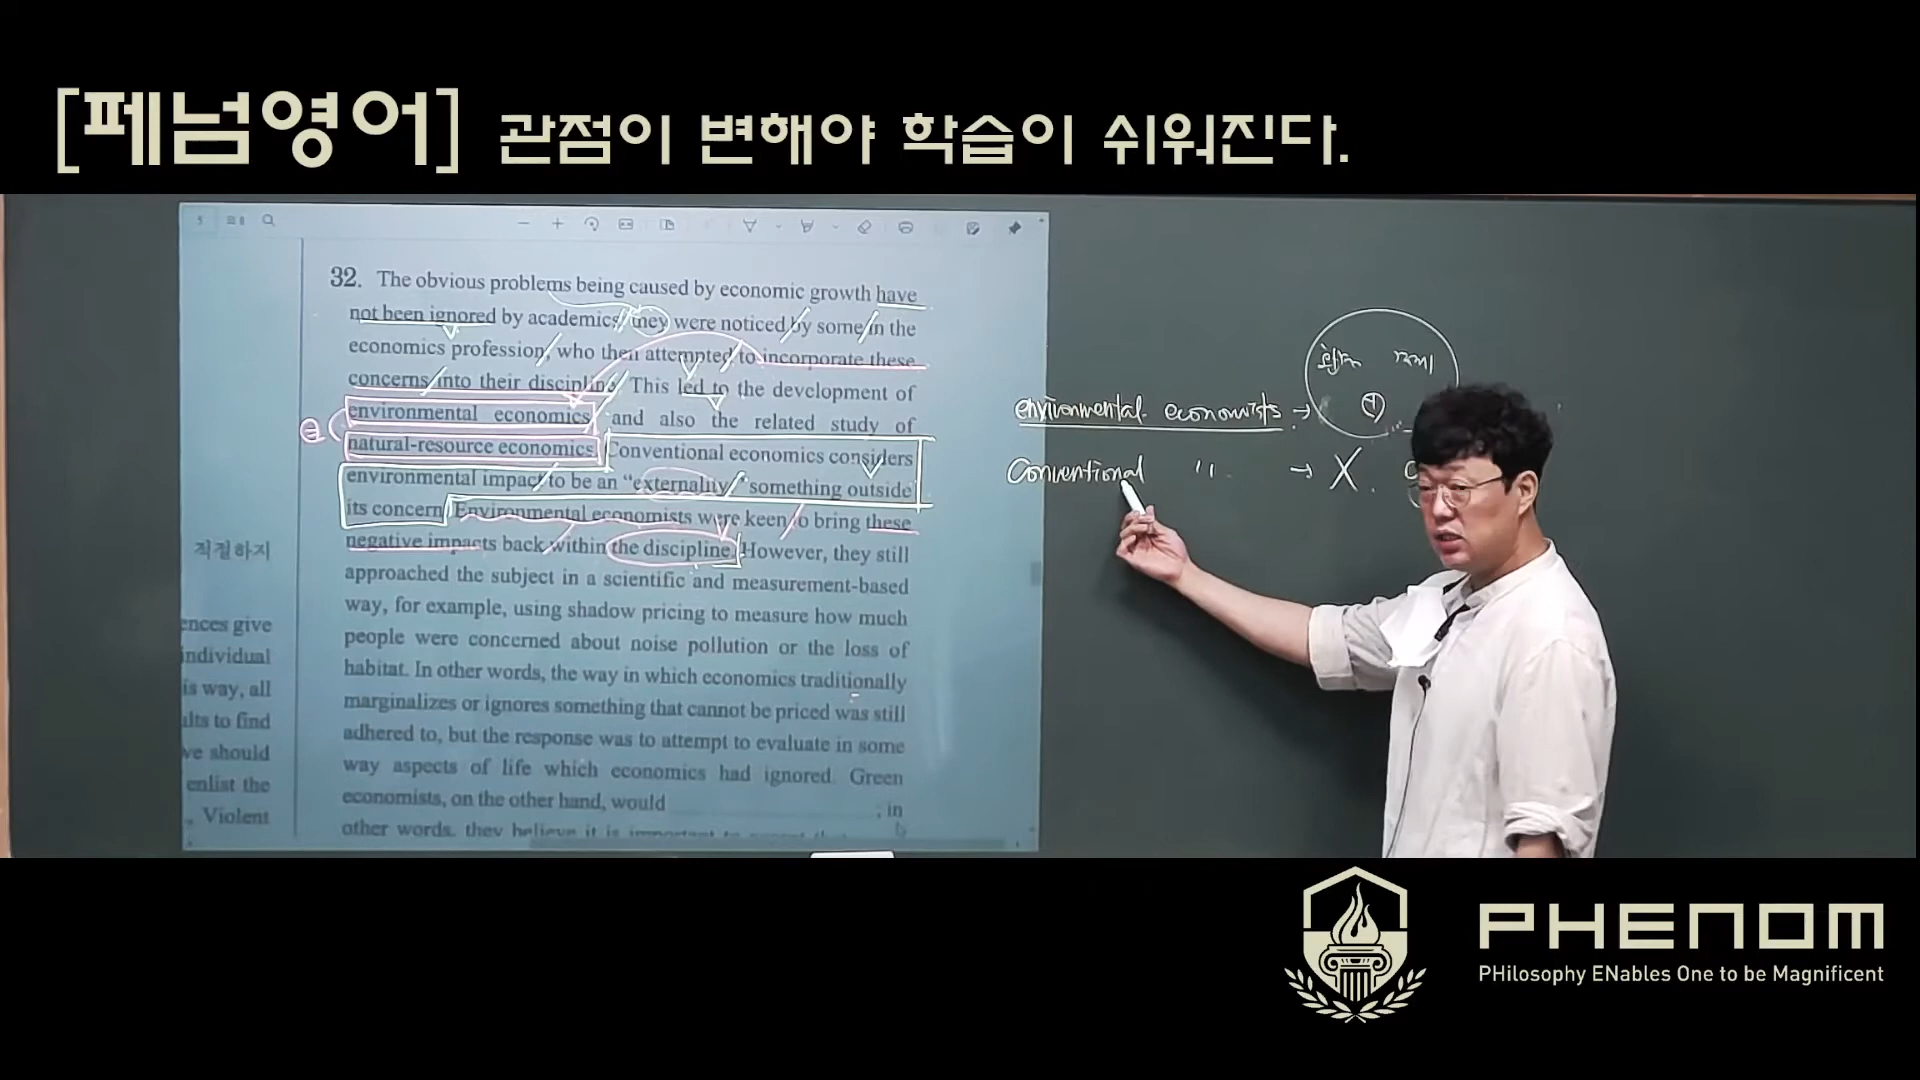 [페넘영어] 관점이 변해야 학습이 쉬워진다.
32. The obvious problems being caused by economic growth have
not been ignored by academics; they were noticed by some in the
economics profession, who then attempted to incorporate these
concerns into their discipline. This led to the development of
environmental economics and also the related study of
natural-resource economics. Conventional economics considers
environmental impact to be an “externality,” something outside
its concern. Environmental economists were keen to bring these
negative impacts back within the discipline. However, they still
approached the subject in a scientific and measurement-based
way, for example, using shadow pricing to measure how much
people were concerned about noise pollution or the loss of
habitat. In other words, the way in which economics traditionally
marginalizes or ignores something that cannot be priced was still
adhered to, but the response was to attempt to evaluate in some
way aspects of life which economics had ignored. Green
economists, on the other hand, would ; in
other words, they believe it is important to
적절하지
ences give
individual
is way, all
ults to find
we should
enlist the
. Violent
environmental economists →
Conventional " → X
PHENOM
PHilosophy ENables One to be Magnificent